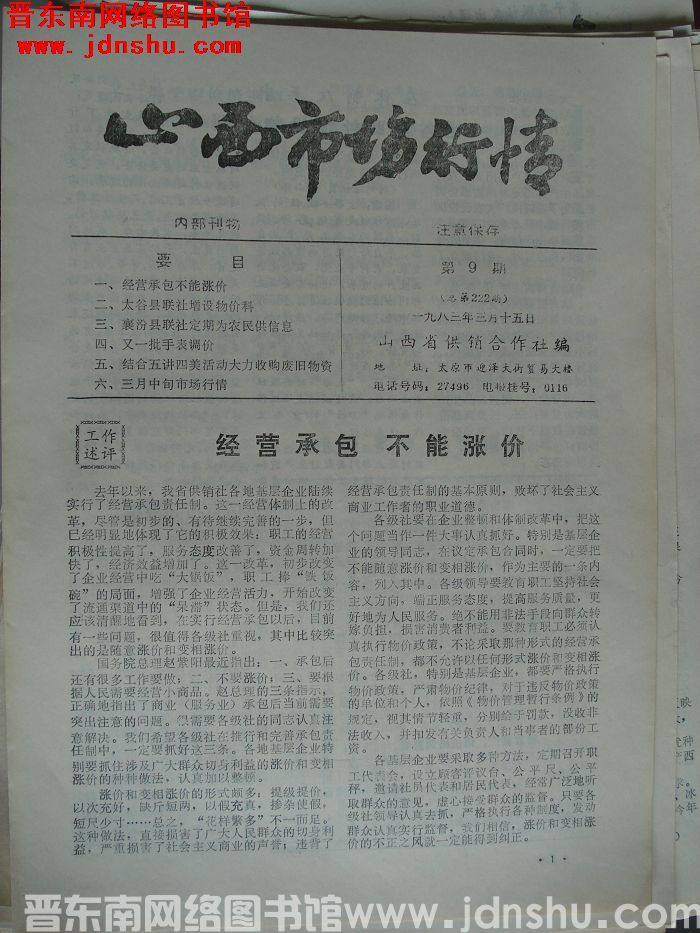 晋东南网络图书馆
www.jdnshu.com
山西市场行情
内部刊物
注意保存
要目
一、经营承包不能涨价
二、太谷县联社增设物价科
三、襄汾县联社定期为农民供信息
四、又一批手表调价
五、结合五讲四美活动大力收购废旧物资
六、三月中旬市场行情
第9期
(总第222期)
一九八三年三月十五日
山西省供销合作社编
地 址：太原市迎泽大街贸易大楼
电话号码：27496 电报挂号：0116
工作
述评
经营承包 不能涨价
去年以来，我省供销社各地基层企业陆续
实行了经营承包责任制。这一经营体制上的改
革，尽管是初步的、有待继续完善的一步，但
已经明显地体现了它的积极效果：职工的经营
积极性提高了，服务态度改善了，资金周转加
快了，经济效益增加了。这一改革，初步改变
了企业经营中吃“大锅饭”，职工捧“铁饭
碗”的局面，增强了企业经营活力，开始改变
了流通渠道中的“呆滞”状态。但是，我们还
应该清醒地看到，在实行经营承包以后，目前
有一些问题，很值得各级社重视，其中比较突
出的是随意涨价和变相涨价。
国务院总理赵紫阳最近指出：一、承包后
还有很多工作要做；二、不要涨价；三、要根
据人民需要经营小商品。赵总理的三条指示，
正确地指出了商业（服务业）承包后当前需要
突出注意的问题。很需要各级社的同志认真注
意解决。我们希望各级社在推行和完善承包责
任制中，一定要抓好这三条。各地基层企业特
别要抓住涉及广大群众切身利益的涨价和变相
涨价的种种做法，认真加以整顿。
涨价和变相涨价的形式颇多：提级提价，
以次充好，缺斤短两，以假充真，掺杂使假，
短尺少寸……总之，“花样繁多”不一而足。
这种做法，直接损害了广大人民群众的切身利
益，严重损害了社会主义商业的声誉；违背了
经营承包责任制的基本原则，败坏了社会主义
商业工作者的职业道德。
各级社要在企业整顿和体制改革中，把这
个问题当作一件大事认真抓好。特别是基层企
业的领导同志，在议定承包合同时，一定要把
不能随意涨价和变相涨价，作为主要的一条内
容，列入其中。各级领导要教育职工坚持社会
主义方向，端正服务态度，提高服务质量，更
好地为人民服务。绝不能用非法手段向群众转
嫁负担，损害消费者利益。要教育职工必须认
真执行物价政策，不论采取那种形式的经营承
包责任制，都不允许以任何形式涨价和变相涨
价。各级社，特别是基层企业，都要严格执行
物价政策，严肃物价纪律，对于违反物价政策
的单位和个人，依照《物价管理暂行条例》的
规定，视其情节轻重，分别给于罚款，没收非
法收入，并扣发有关负责人和当事者的部份工
资。
各基层企业要采取多种方法，定期召开职
工代表会，设立顾客评议台、公平尺、公平
秤，邀请社员代表和居民代表，经常广泛地听
取群众的意见，虚心接受群众的监督。只要各
级社领导认真去抓，严格执行各种制度，发动
群众认真实行监督，我们相信，涨价和变相涨
价的不正之风就一定能得到纠正。
·1·
晋东南网络图书馆 www.jdnshu.com